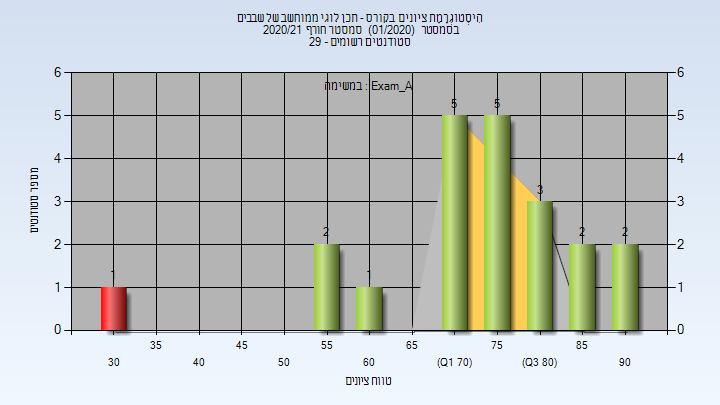 היסטוגרמת ציונים בקורס - תכן לוגי ממוחשב של שבבים
בסמסטר (01/2020) סמסטר חורף 2020/21
סטודנטים רשומים - 29
במשימה : Exam_A
6 6
5 5 5 5
4 4
3 3 3
2 2 2 2 2
1 1 1 1
0 0
35 45 55 65 75 85
30 40 50 60 (Q1 70) (Q3 80) 90
מספר סטודנטים
טווח ציונים